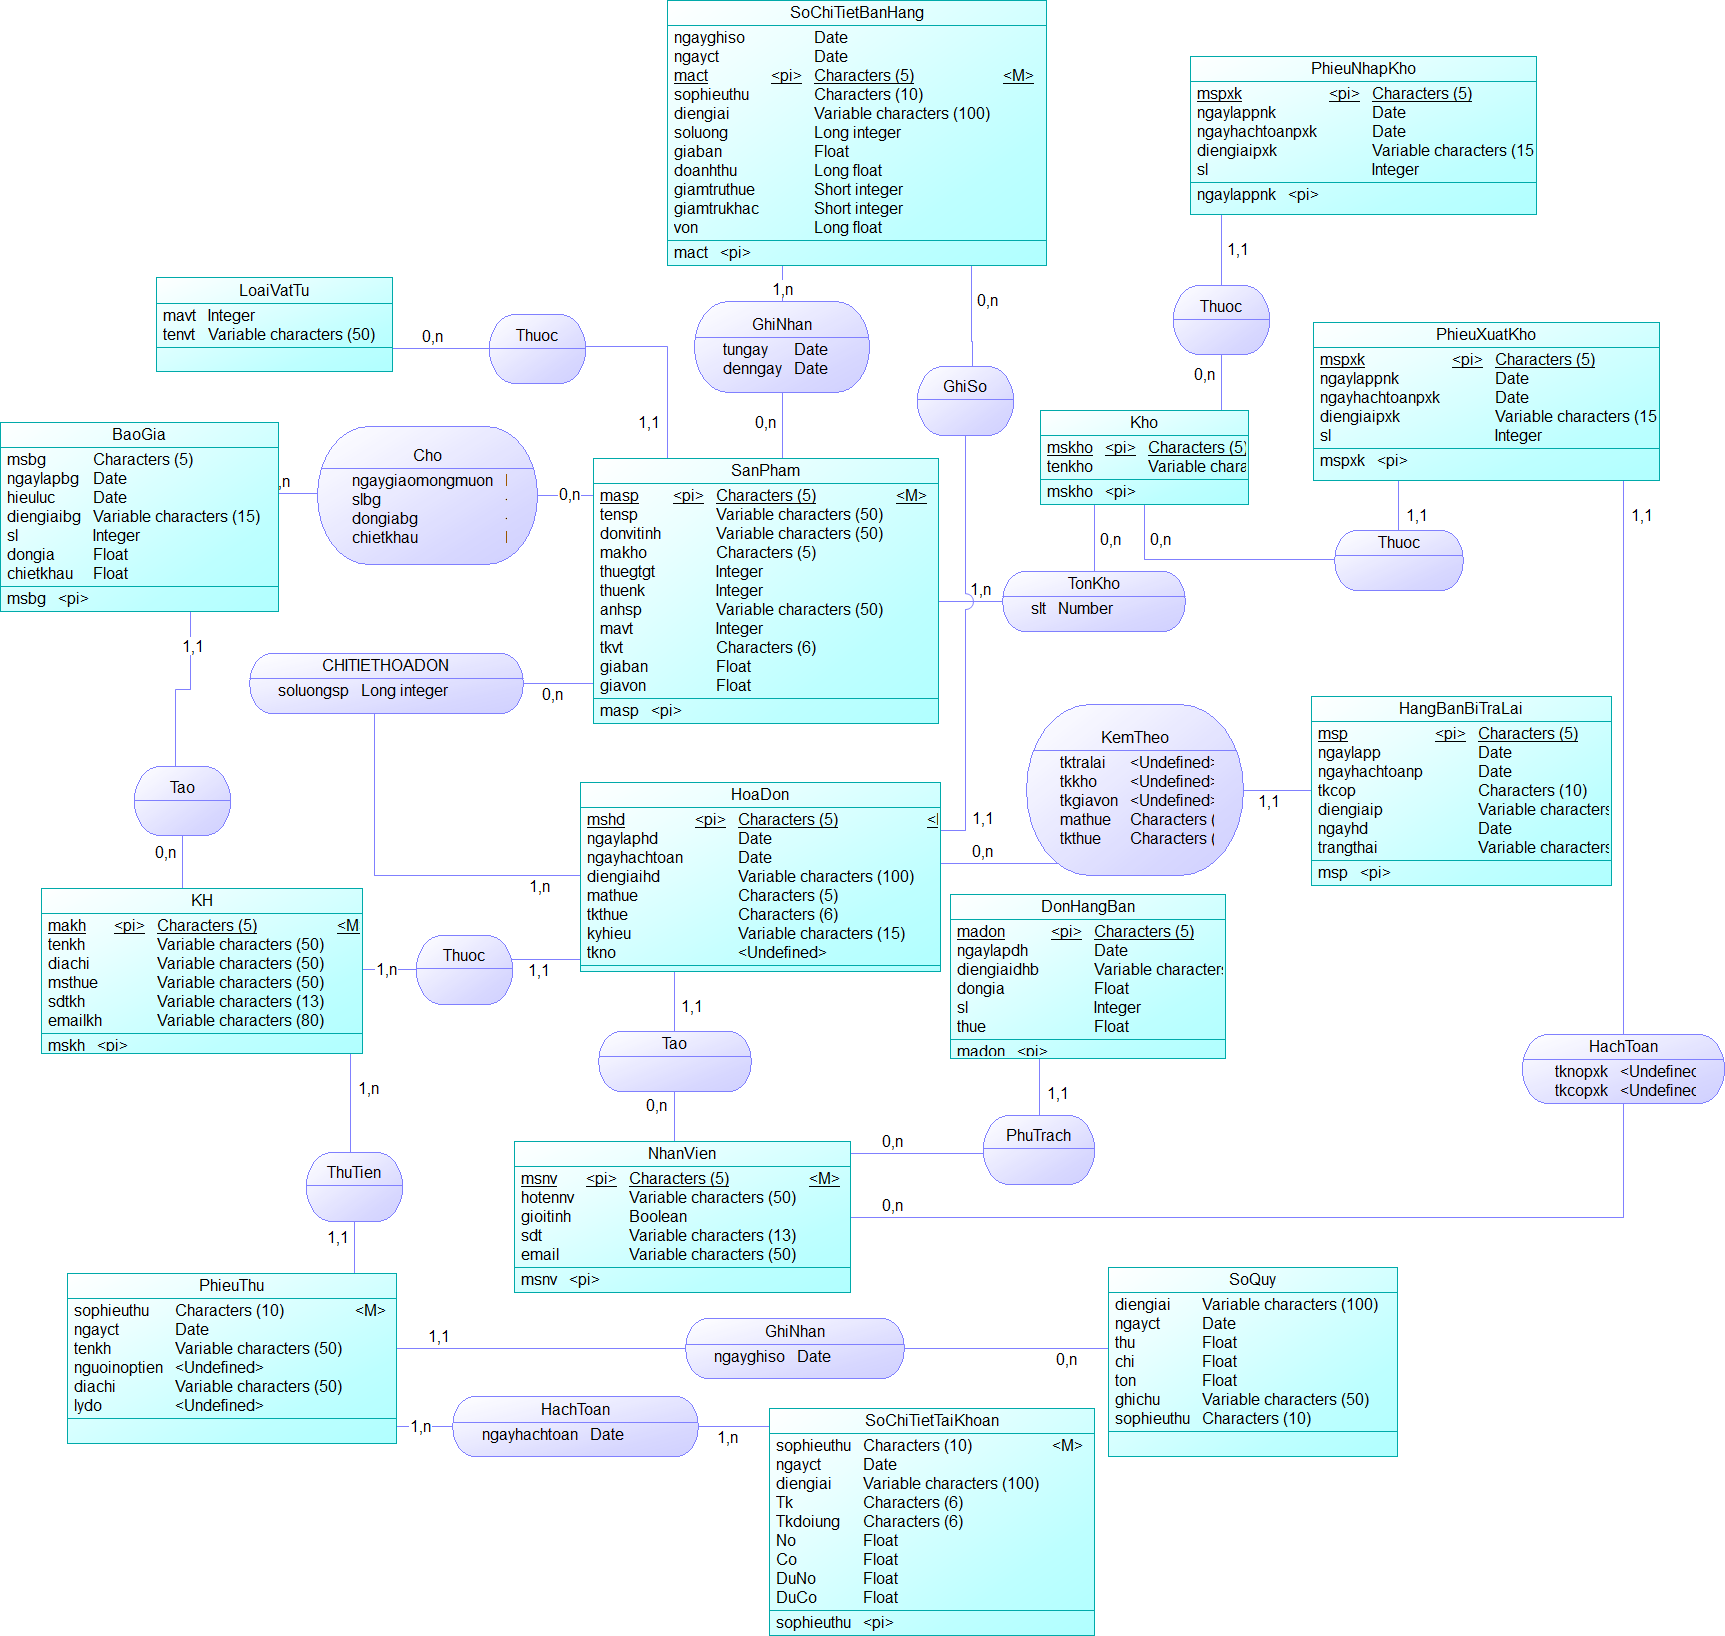 SoChiTietBanHang
ngayghiso Date
ngayct Date
mact <pi> Characters (5) <M>
sophieuthu Characters (10)
diengiai Variable characters (100)
soluong Long integer
giaban Float
doanhthu Long float
giamtruthue Short integer
giamtrukhac Short integer
von Long float
mact <pi>
PhieuNhapKho
mspxk <pi> Characters (5)
ngaylappnk Date
ngayhachtoanpxk Date
diengiaipxk Variable characters (15
sl Integer
ngaylappnk <pi>
1,1
Thuoc
0,n
LoaiVatTu
mavt Integer
tenvt Variable characters (50)
0,n
Thuoc
1,1
1,n
GhiNhan
tungay Date
denngay Date
0,n
0,n
GhiSo
1,1
PhieuXuatKho
mspxk <pi> Characters (5)
ngaylappnk Date
ngayhachtoanpxk Date
diengiaipxk Variable characters (15
sl Integer
mspxk <pi>
1,1
1,1
Kho
mskho <pi> Characters (5)
tenkho Variable chara
mskho <pi>
0,n
0,n
Thuoc
BaoGia
msbg Characters (5)
ngaylapbg Date
hieuluc Date
diengiaibg Variable characters (15)
sl Integer
dongia Float
chietkhau Float
msbg <pi>
,n
Cho
ngaygiaomongmuon
slbg
dongiabg
chietkhau
0,n
SanPham
masp <pi> Characters (5) <M>
tensp Variable characters (50)
donvitinh Variable characters (50)
makho Characters (5)
thuegtgt Integer
thuenk Integer
anhsp Variable characters (50)
mavt Integer
tkvt Characters (6)
giaban Float
giavon Float
masp <pi>
1,n
TonKho
slt Number
1,1
Tao
0,n
CHITIETHOADON
soluongsp Long integer
0,n
1,n
HoaDon
mshd <pi> Characters (5) <
ngaylaphd Date
ngayhachtoan Date
diengiaihd Variable characters (100)
mathue Characters (5)
tkthue Characters (6)
kyhieu Variable characters (15)
tkno <Undefined>
0,n
KemTheo
tktralai <Undefined>
tkkho <Undefined>
tkgiavon <Undefined>
mathue Characters (
tkthue Characters (
1,1
HangBanBiTraLai
msp <pi> Characters (5)
ngaylapp Date
ngayhachtoanp Date
tkcop Characters (10)
diengiaip Variable characters
ngayhd Date
trangthai Variable characters
msp <pi>
KH
makh <pi> Characters (5) <M
tenkh Variable characters (50)
diachi Variable characters (50)
msthue Variable characters (50)
sdtkh Variable characters (13)
emailkh Variable characters (80)
mskh <pi>
1,n
Thuoc
1,1
DonHangBan
madon <pi> Characters (5)
ngaylapdh Date
diengiaidhb Variable characters
dongia Float
sl Integer
thue Float
madon <pi>
1,1
PhuTrach
0,n
1,1
Tao
0,n
HachToan
tknopxk <Undefined
tkcopxk <Undefined
0,n
NhanVien
msnv <pi> Characters (5) <M>
hotennv Variable characters (50)
gioitinh Boolean
sdt Variable characters (13)
email Variable characters (50)
msnv <pi>
1,n
ThuTien
1,1
PhieuThu
sophieuthu Characters (10) <M>
ngayct Date
tenkh Variable characters (50)
nguoinoptien <Undefined>
diachi Variable characters (50)
lydo <Undefined>
1,1
GhiNhan
ngayghiso Date
0,n
SoQuy
diengiai Variable characters (100)
ngayct Date
thu Float
chi Float
ton Float
ghichu Variable characters (50)
sophieuthu Characters (10)
1,n
HachToan
ngayhachtoan Date
1,n
SoChiTietTaiKhoan
sophieuthu Characters (10) <M>
ngayct Date
diengiai Variable characters (100)
Tk Characters (6)
Tkdoiung Characters (6)
No Float
Co Float
DuNo Float
DuCo Float
sophieuthu <pi>